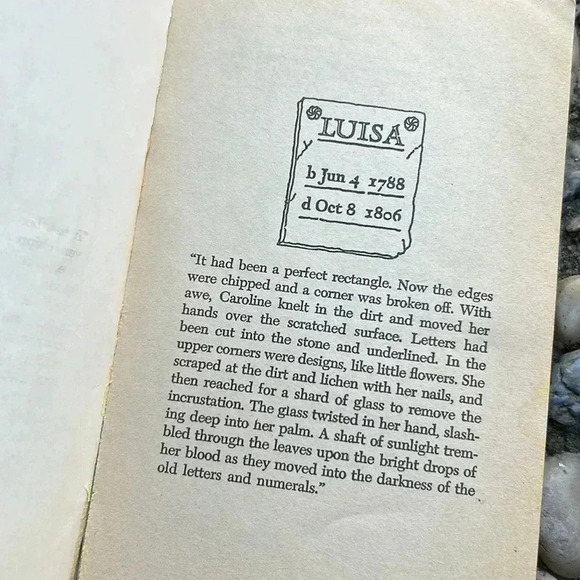 LUISA
b Jun 4 1788
d Oct 8 1806
“It had been a perfect rectangle. Now the edges
were chipped and a corner was broken off. With
awe, Caroline knelt in the dirt and moved her
hands over the scratched surface. Letters had
been cut into the stone and underlined. In the
upper corners were designs, like little flowers. She
scraped at the dirt and lichen with her nails, and
then reached for a shard of glass to remove the
incrustation. The glass twisted in her hand, slash-
ing deep into her palm. A shaft of sunlight trem-
bled through the leaves upon the bright drops of
her blood as they moved into the darkness of the
old letters and numerals.”